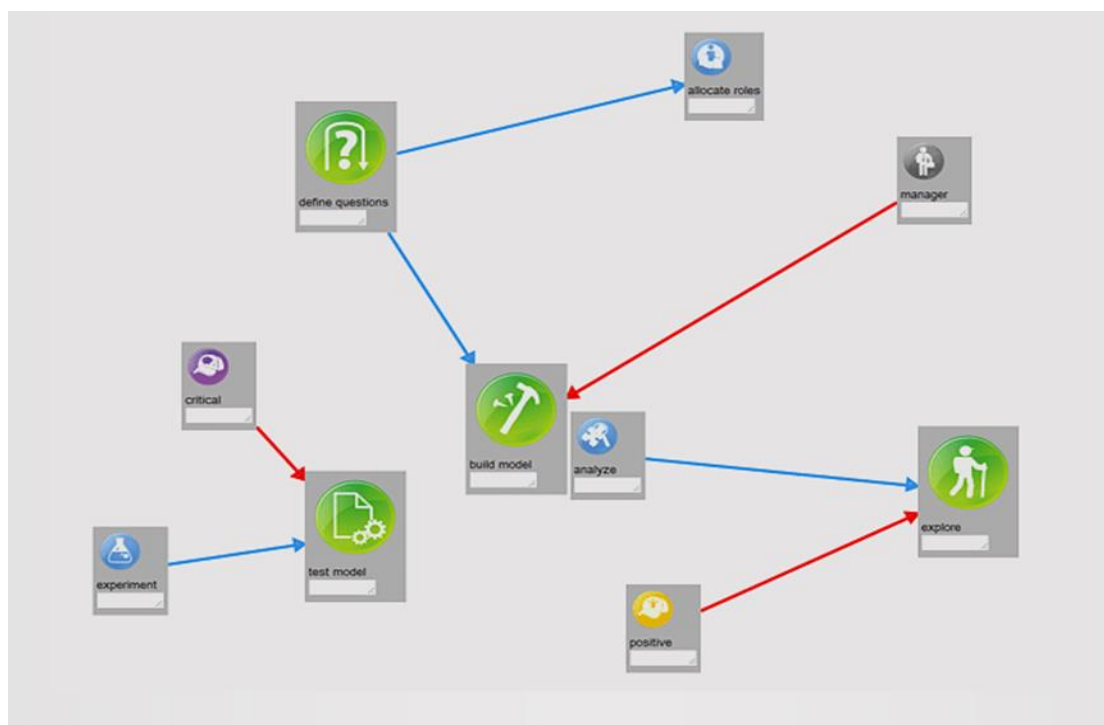 allocate roles
define questions
manager
critical
build model
analyze
explore
experiment
test model
positive